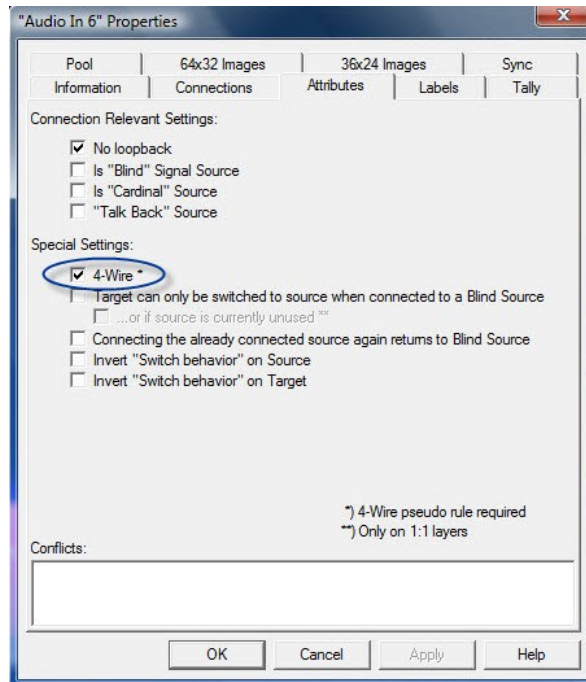 "Audio In 6" Properties
Pool 64x32 Images 36x24 Images Sync
Information Connections Attributes Labels Tally
Connection Relevant Settings:
No loopback
Is "Blind" Signal Source
Is "Cardinal" Source
"Talk Back" Source
Special Settings:
4-Wire *
Target can only be switched to source when connected to a Blind Source
...or if source is currently unused **
Connecting the already connected source again returns to Blind Source
Invert "Switch behavior" on Source
Invert "Switch behavior" on Target
*) 4-Wire pseudo rule required
**) Only on 1:1 layers
Conflicts:
OK Cancel Apply Help